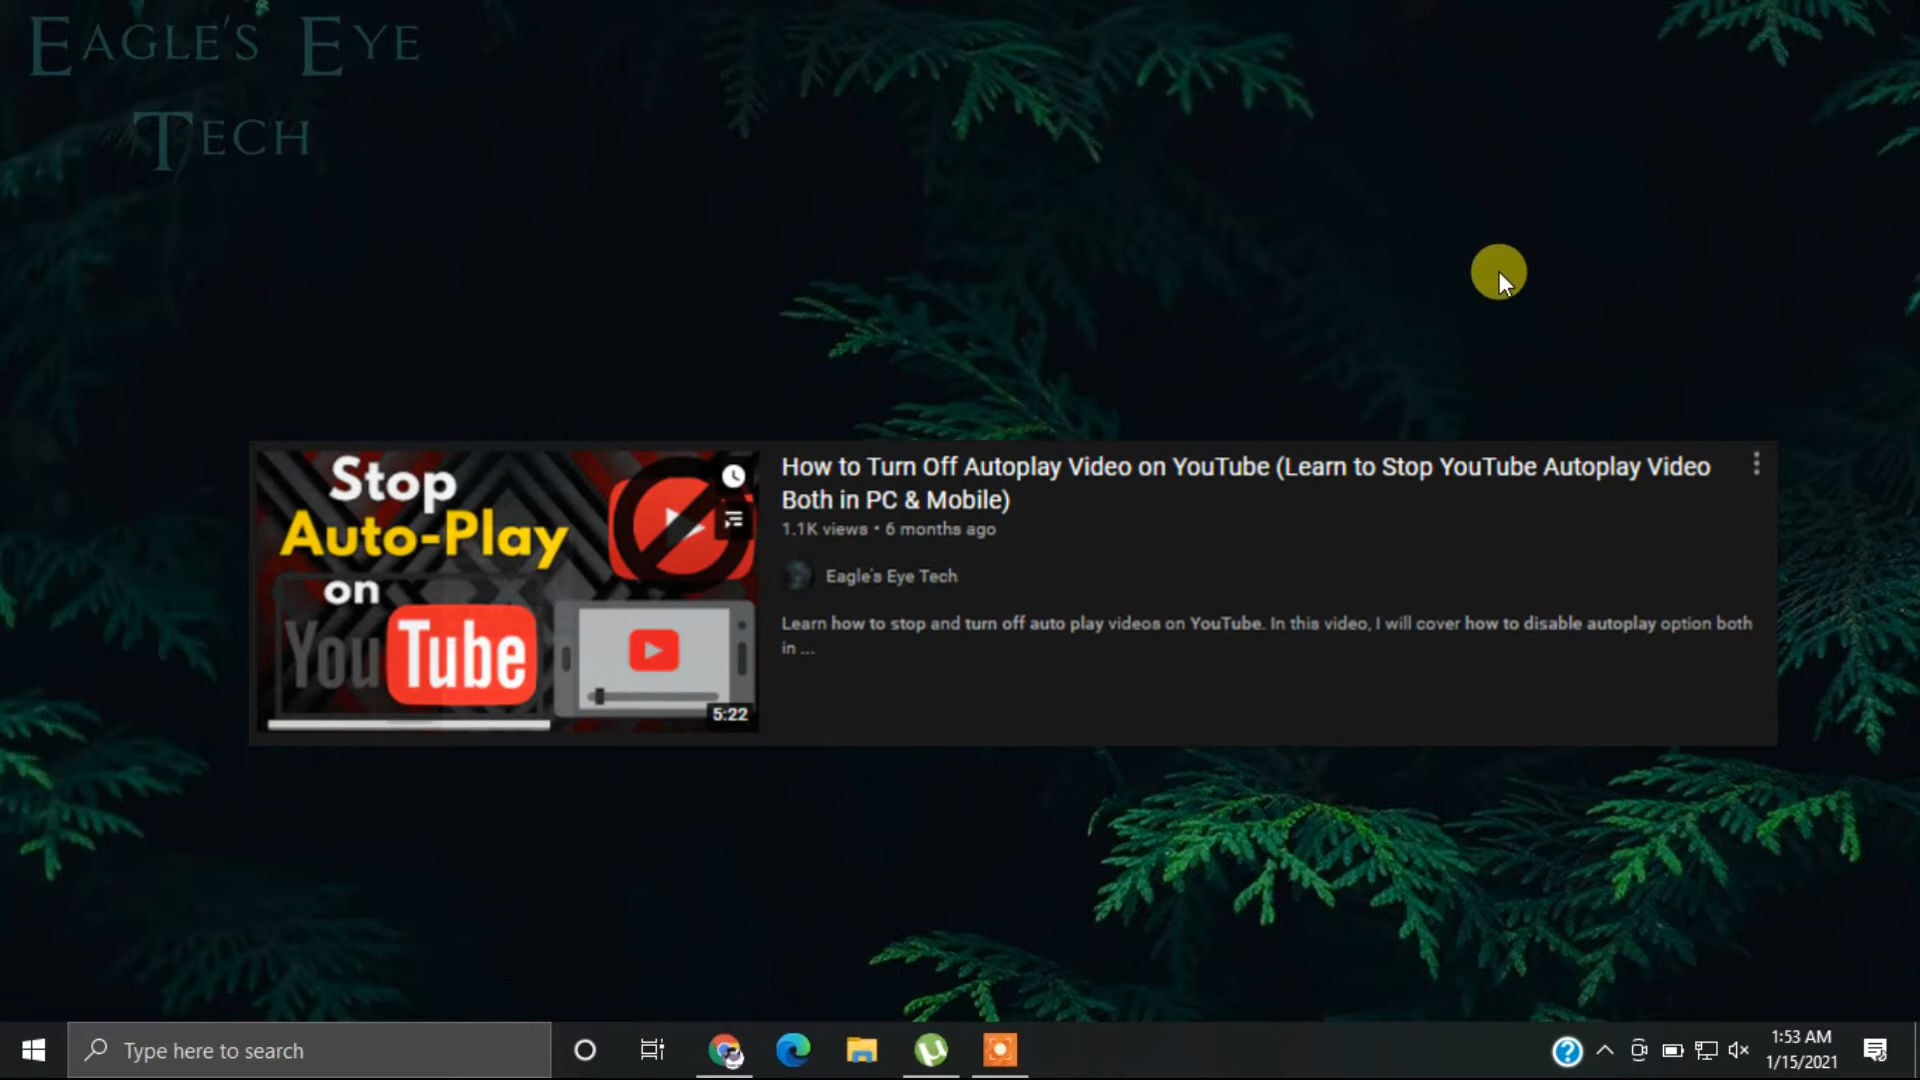 EAGLE'S EYE
TECH
Stop
Auto-Play
on
YouTube
5:22
How to Turn Off Autoplay Video on YouTube (Learn to Stop YouTube Autoplay Video
Both in PC & Mobile)
1.1K views • 6 months ago
Eagle's Eye Tech
Learn how to stop and turn off auto play videos on YouTube. In this video, I will cover how to disable autoplay option both
in ...
Type here to search
1:53 AM
1/15/2021